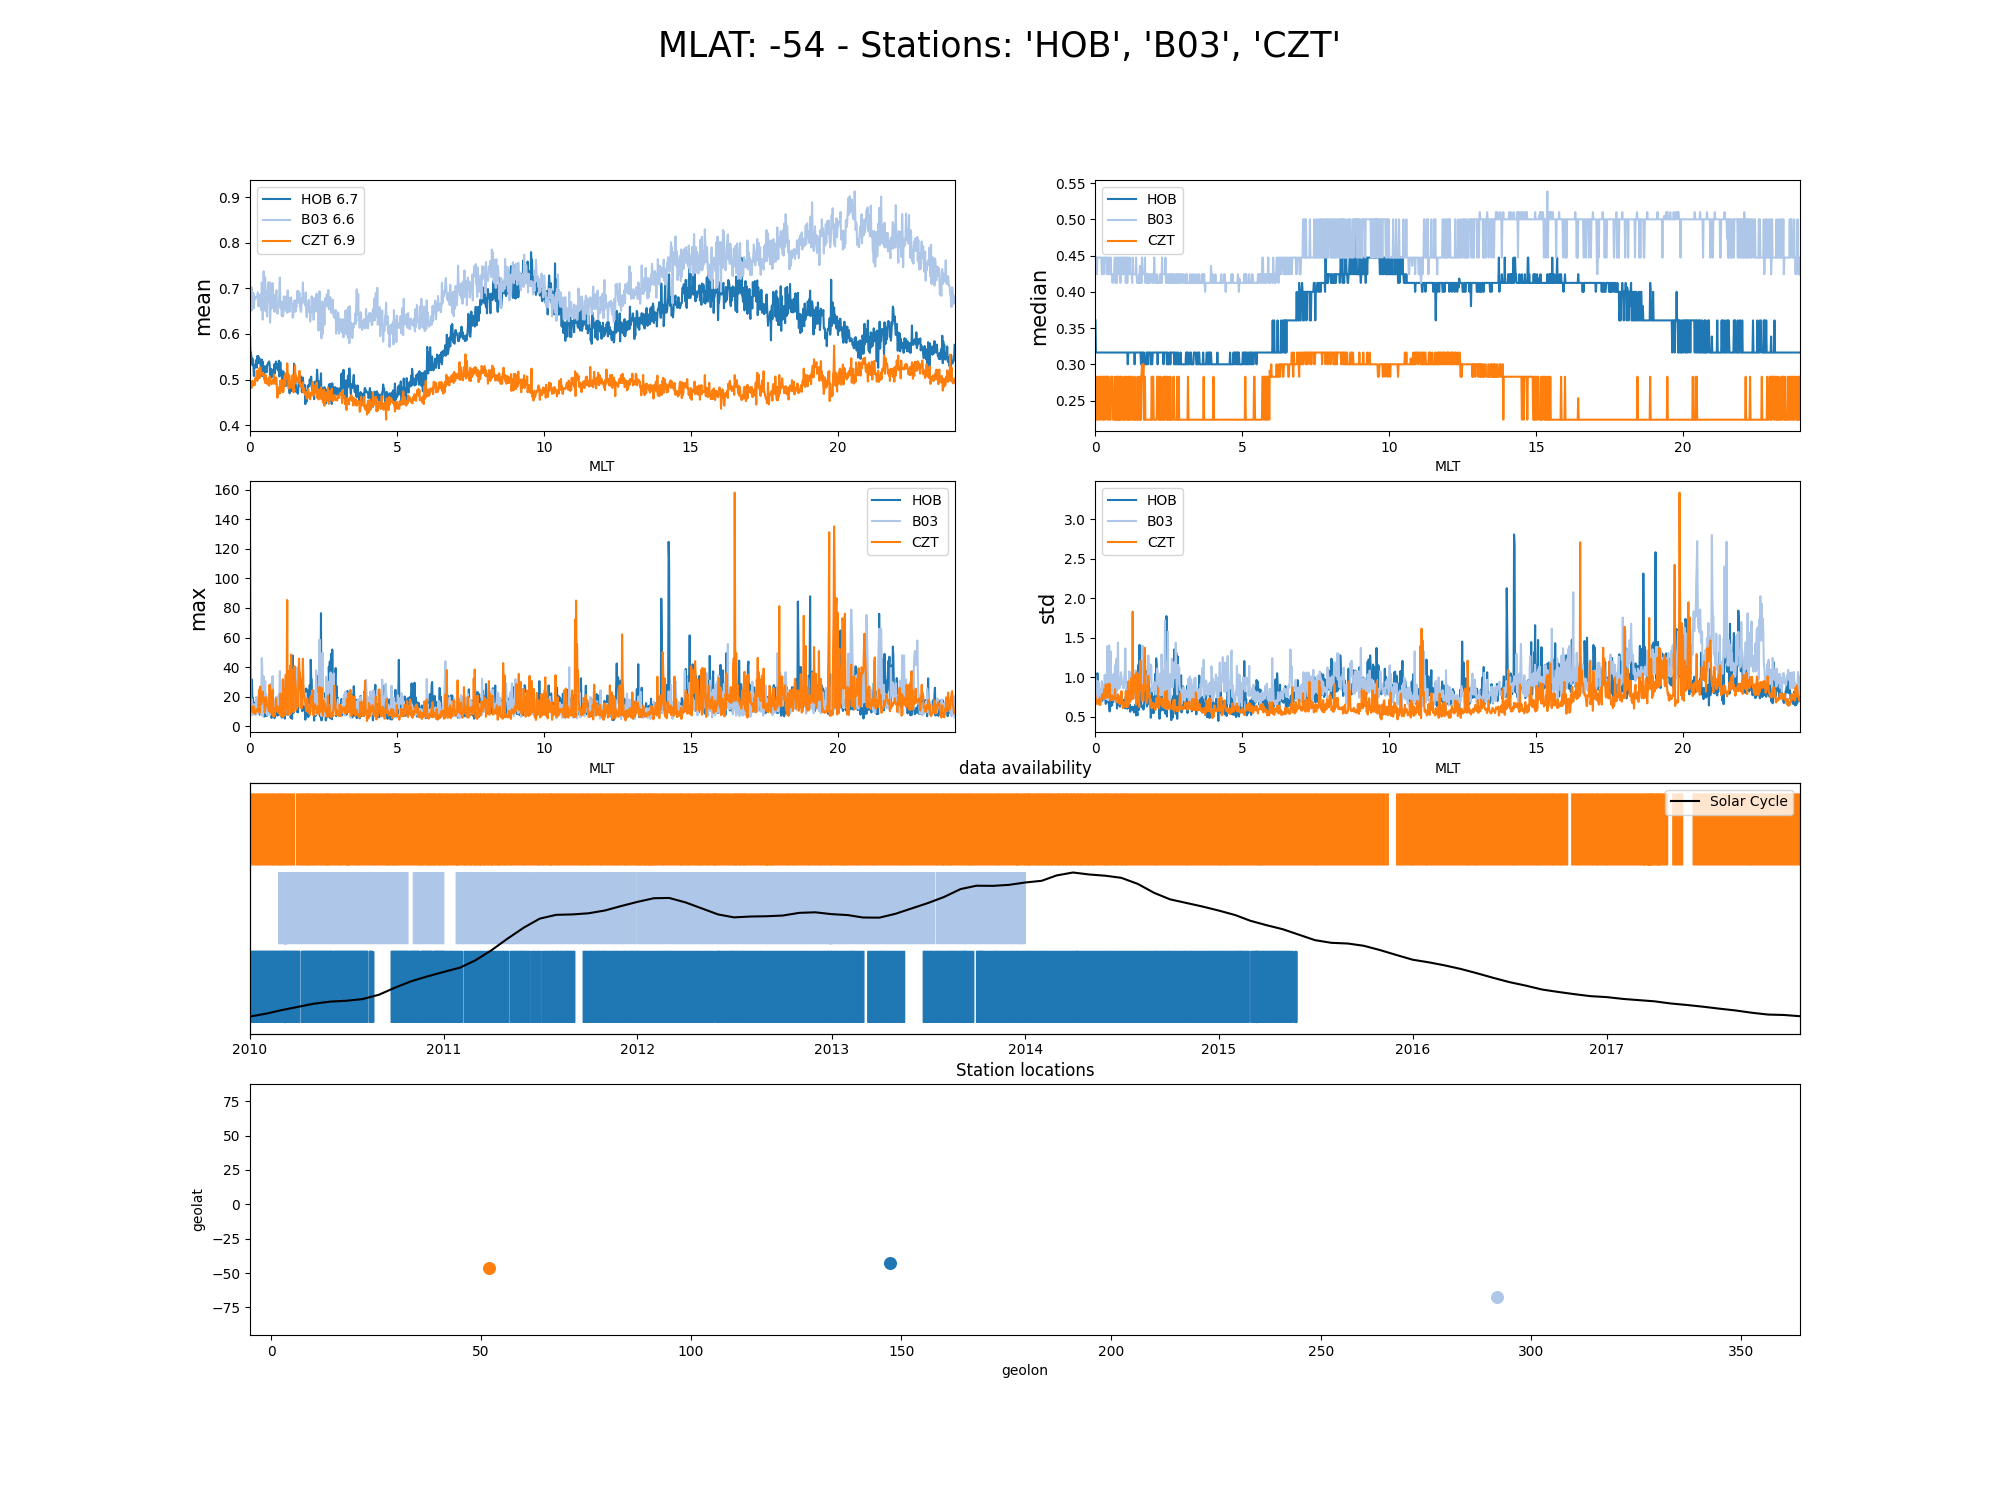 MLAT: -54 - Stations: 'HOB', 'B03', 'CZT'
mean
0.9
0.8
0.7
0.6
0.5
0.4
HOB 6.7
B03 6.6
CZT 6.9
0 5 10 15 20
MLT
median
0.55
0.50
0.45
0.40
0.35
0.30
0.25
HOB
B03
CZT
0 5 10 15 20
MLT
max
160
140
120
100
80
60
40
20
0
HOB
B03
CZT
0 5 10 15 20
MLT
std
3.0
2.5
2.0
1.5
1.0
0.5
HOB
B03
CZT
0 5 10 15 20
MLT
data availability
Solar Cycle
2010 2011 2012 2013 2014 2015 2016 2017
Station locations
geolat
75
50
25
0
−25
−50
−75
0 50 100 150 200 250 300 350
geolon